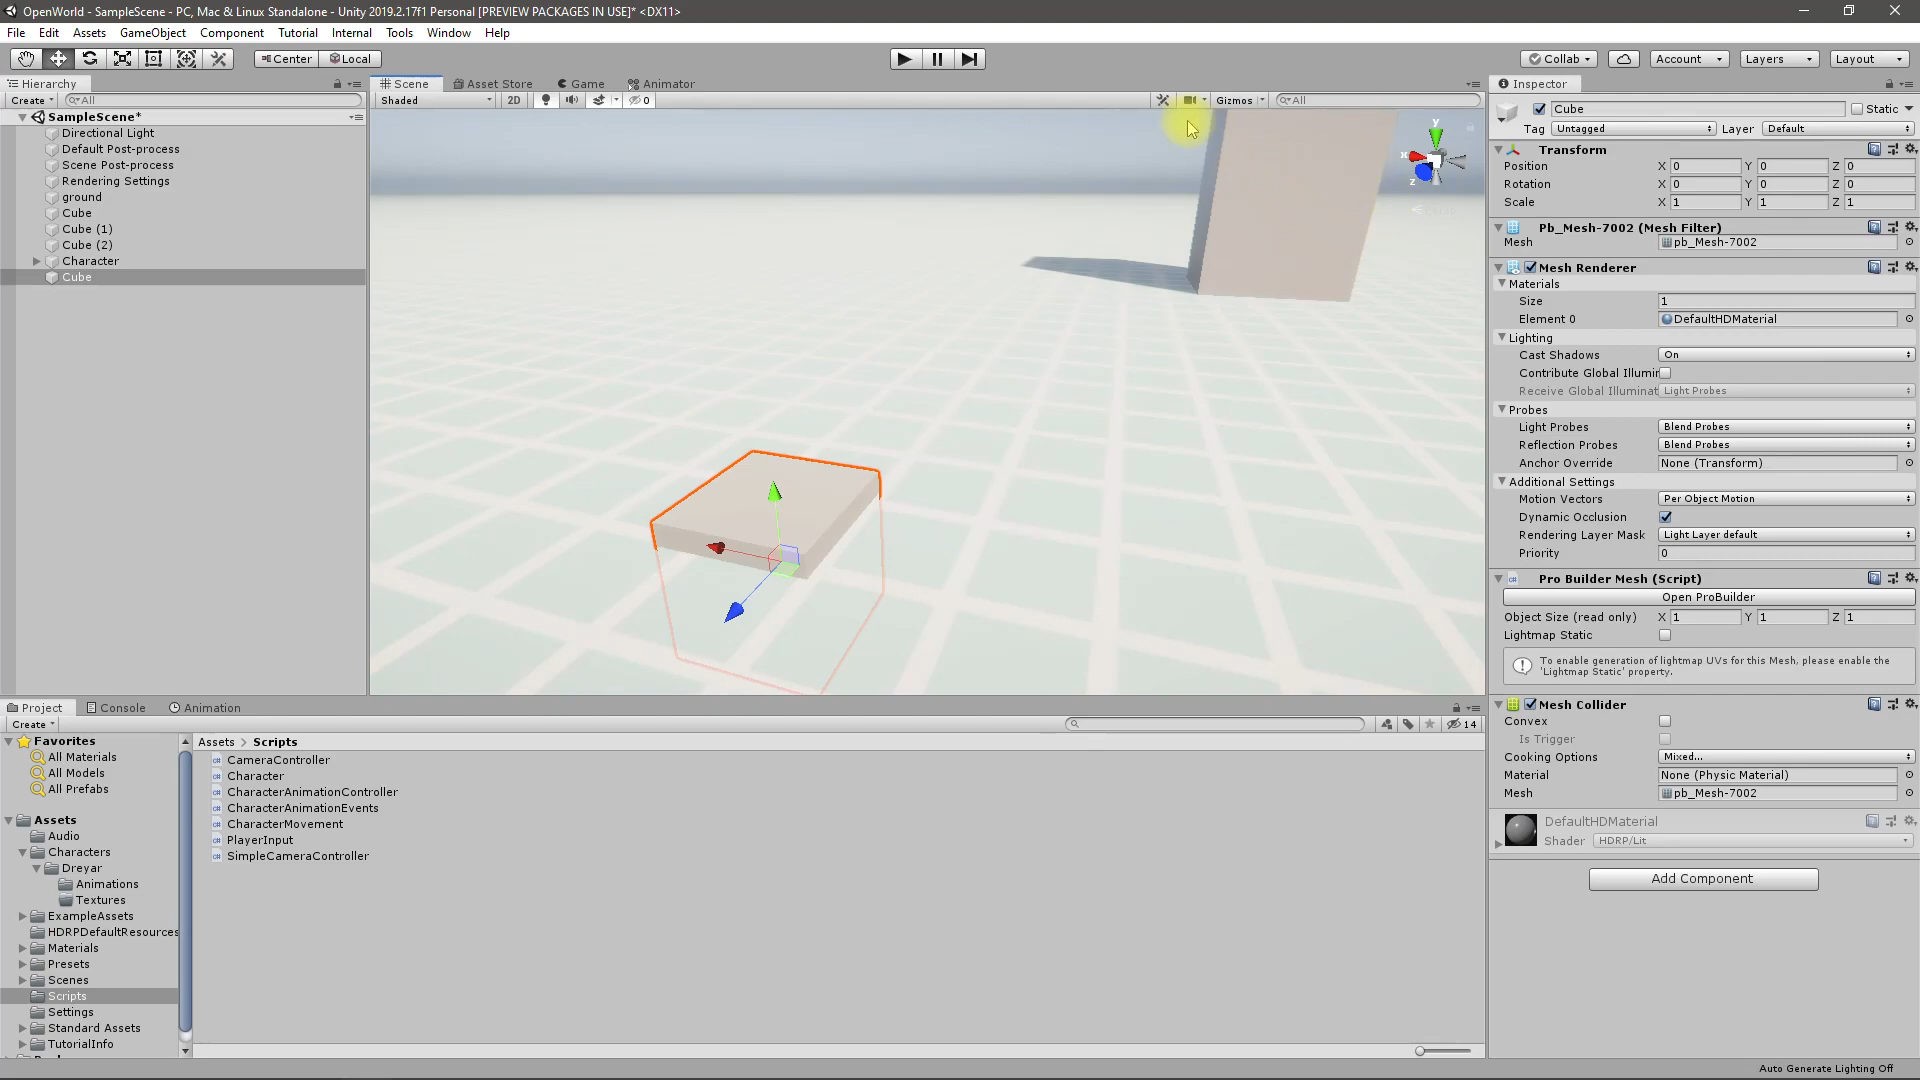 OpenWorld - SampleScene - PC, Mac & Linux Standalone - Unity 2019.2.17f1 Personal [PREVIEW PACKAGES IN USE]* <DX11>
File Edit Assets GameObject Component Tutorial Internal Tools Window Help
Center Local Collab Account Layers Layout
Hierarchy
Create All
SampleScene*
Directional Light
Default Post-process
Scene Post-process
Rendering Settings
ground
Cube
Cube (1)
Cube (2)
Character
Cube
Scene Asset Store Game Animator
Shaded 2D 0 Gizmos All
y
x
z
Inspector
Cube Static
Tag Untagged Layer Default
Transform
Position X 0 Y 0 Z 0
Rotation X 0 Y 0 Z 0
Scale X 1 Y 1 Z 1
Pb_Mesh-7002 (Mesh Filter)
Mesh pb_Mesh-7002
Mesh Renderer
Materials
Size 1
Element 0 DefaultHDMaterial
Lighting
Cast Shadows On
Contribute Global Illumir
Receive Global Illuminat Light Probes
Probes
Light Probes Blend Probes
Reflection Probes Blend Probes
Anchor Override None (Transform)
Additional Settings
Motion Vectors Per Object Motion
Dynamic Occlusion
Rendering Layer Mask Light Layer default
Priority 0
Pro Builder Mesh (Script)
Open ProBuilder
Object Size (read only) X 1 Y 1 Z 1
Lightmap Static
To enable generation of lightmap UVs for this Mesh, please enable the
'Lightmap Static' property.
Mesh Collider
Convex
Is Trigger
Cooking Options Mixed...
Material None (Physic Material)
Mesh pb_Mesh-7002
DefaultHDMaterial
Shader HDRP/Lit
Add Component
Project Console Animation
Create 14
Favorites
All Materials
All Models
All Prefabs
Assets
Audio
Characters
Dreyar
Animations
Textures
ExampleAssets
HDRPDefaultResources
Materials
Presets
Scenes
Scripts
Settings
Standard Assets
TutorialInfo
Assets > Scripts
CameraController
Character
CharacterAnimationController
CharacterAnimationEvents
CharacterMovement
PlayerInput
SimpleCameraController
Auto Generate Lighting Off